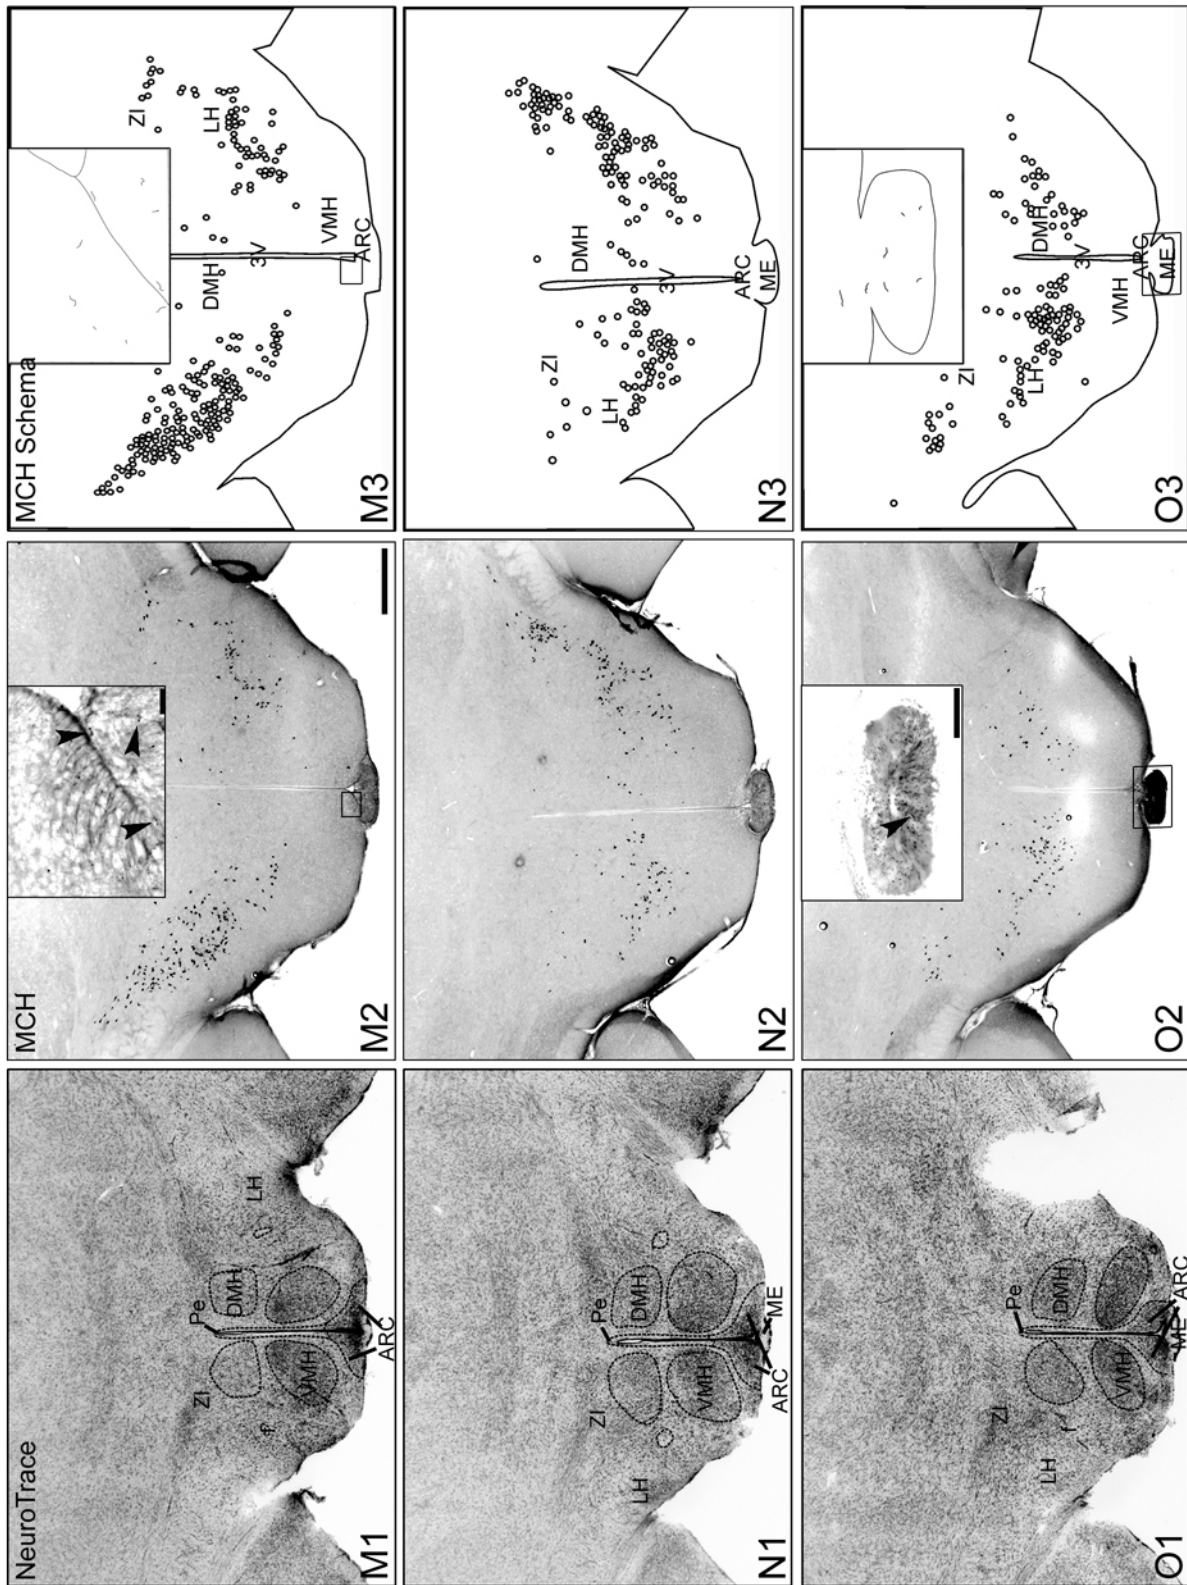 NeuroTrace
Pe
DMH
ZI
VMH
f
LH
ARC
M1
MCH
M2
MCH Schema
ZI
LH
DMH
3V
VMH
ARC
M3
Pe
DMH
ZI
VMH
LH
ME
ARC
N1
N2
DMH
ZI
3V
LH
ARC
ME
N3
Pe
DMH
ZI
VMH
f
LH
ARC
ME
O1
O2
ZI
DMH
LH
3V
VMH
ARC
ME
O3